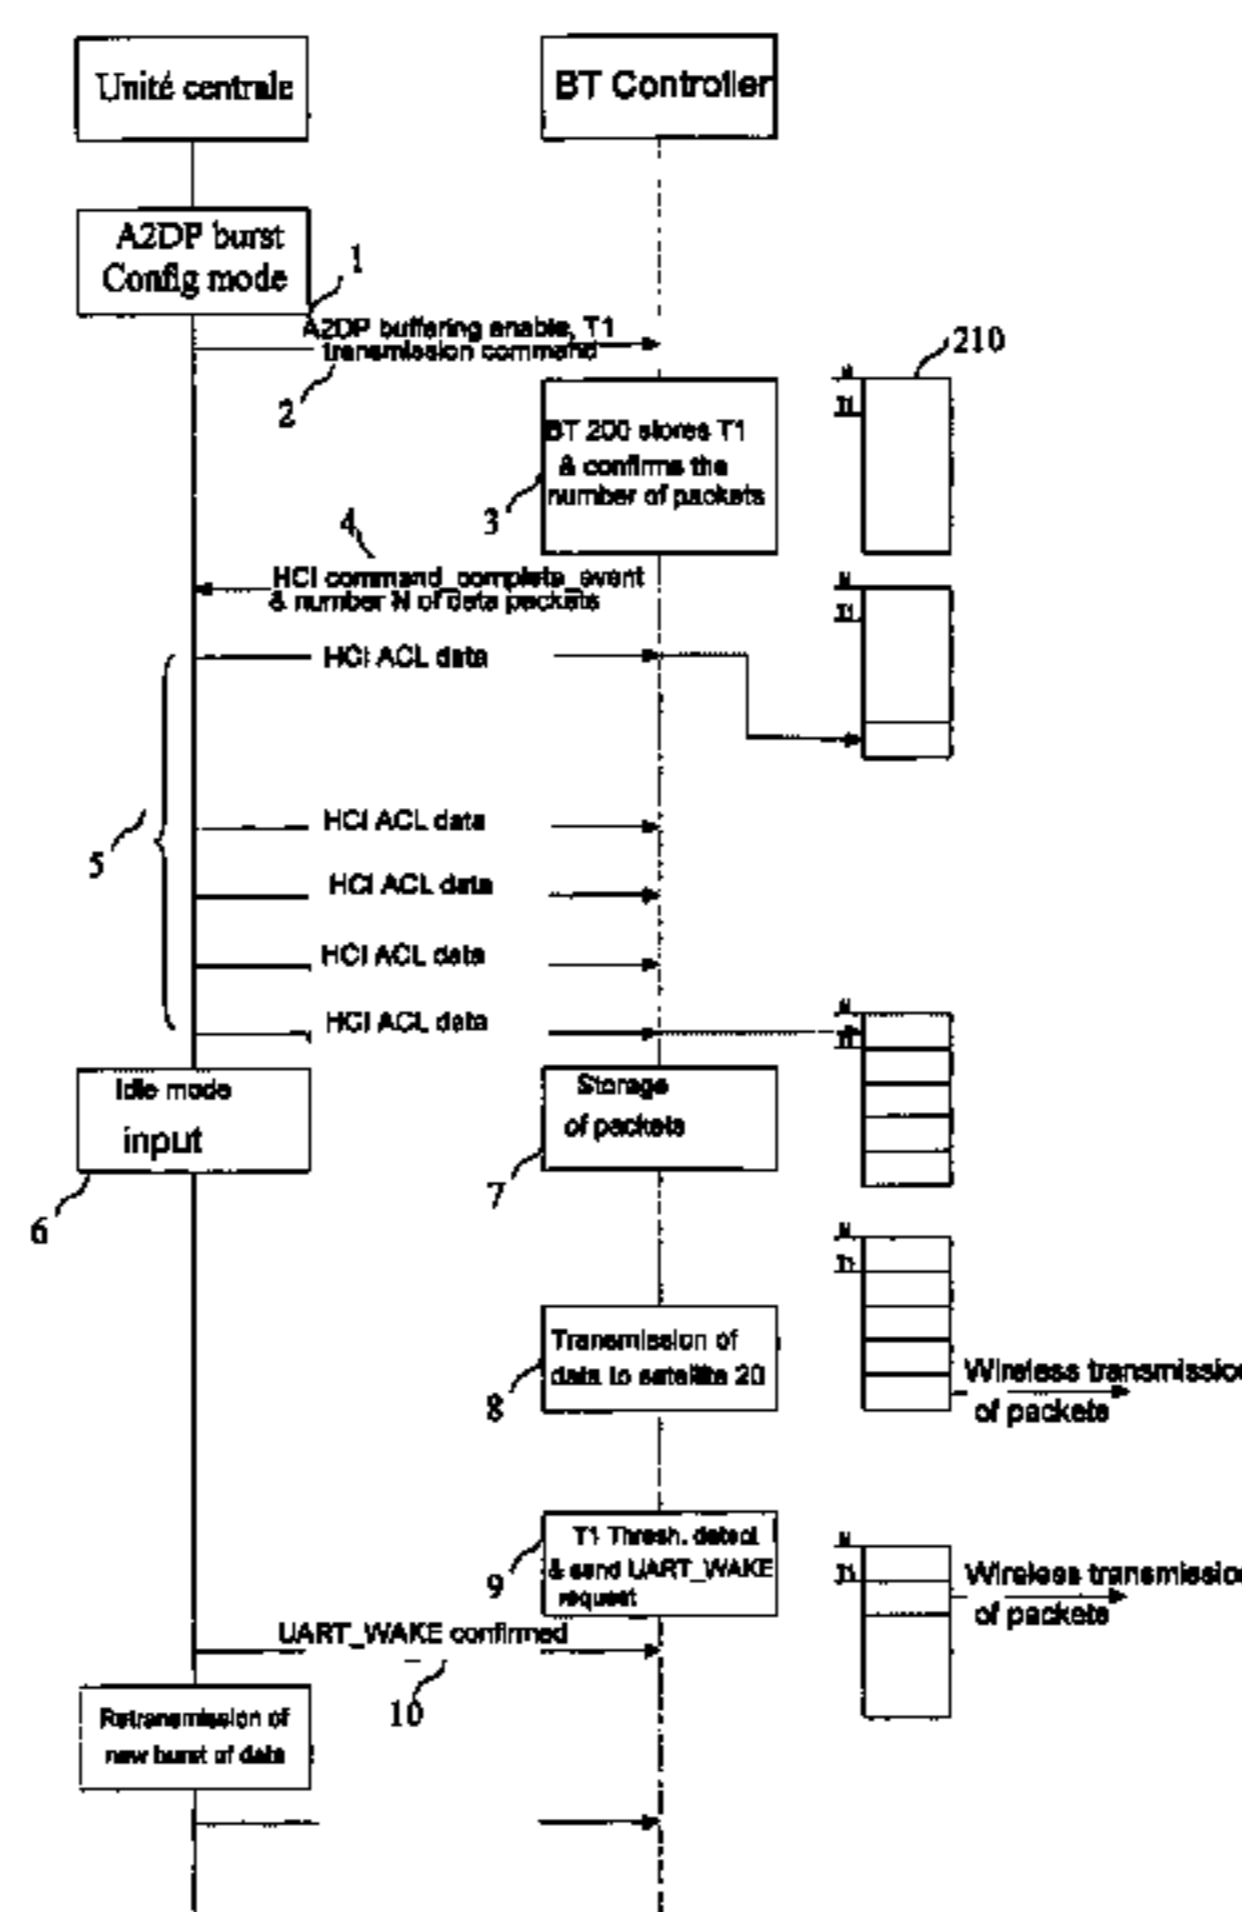 Unité centrale
BT Controller
A2DP burst
Config mode
1
A2DP buffering enable, T1
transmission command
2
210
N
T1
BT 200 stores T1
& confirms the
number of packets
3
4
HCI command_complete_event
& number N of data packets
N
T1
HCI ACL data
5
HCI ACL data
HCI ACL data
HCI ACL data
HCI ACL data
N
T1
Idle mode
input
6
Storage
of packets
7
N
T1
Transmission of
data to satellite 20
8
Wireless transmission
of packets
T1 Thresh. detect
& send UART_WAKE
request
9
N
T1
Wireless transmission
of packets
UART_WAKE confirmed
10
Retransmission of
new burst of data